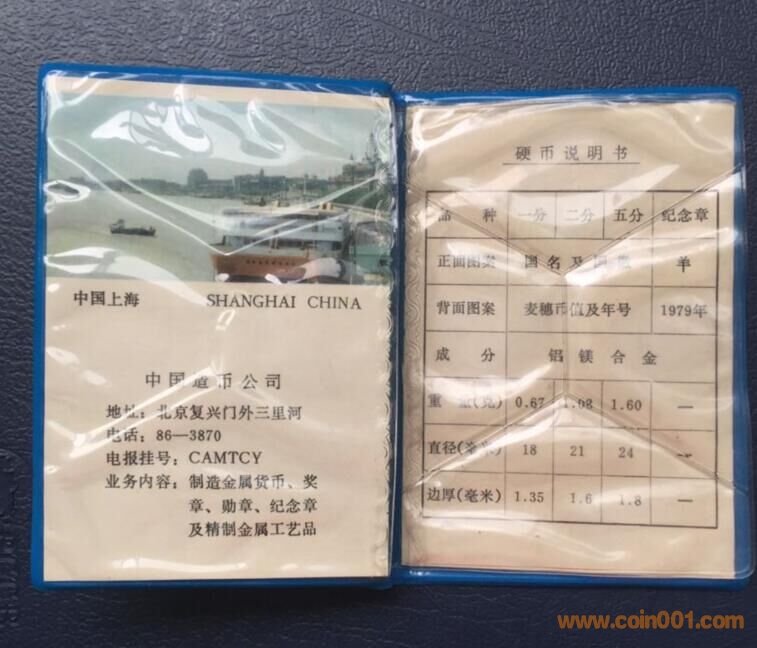 中国上海 SHANGHAI CHINA
中国造币公司
地址：北京复兴门外三里河
电话：86—3870
电报挂号：CAMTCY
业务内容：制造金属货币、奖
章、勋章、纪念章
及精制金属工艺品
硬币说明书
品 种 一分 二分 五分 纪念章
正面图案 国名及国徽 羊
背面图案 麦穗币值及年号 1979年
成 分 铝镁合金
重 量(克) 0.67 1.08 1.60 —
直径(毫米) 18 21 24 —
边厚(毫米) 1.35 1.6 1.8 —
www.coin001.com